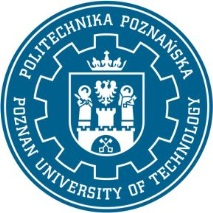 POLITECHNIKA POZNAŃSKA
POZNAN UNIVERSITY OF TECHNOLOGY